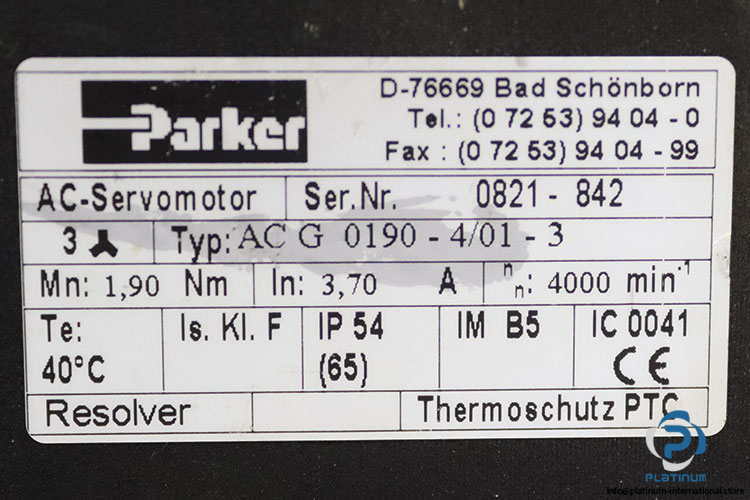 Parker
D-76669 Bad Schönborn
Tel.: (0 72 53) 94 04 - 0
Fax : (0 72 53) 94 04 - 99
AC-Servomotor Ser.Nr. 0821 - 842
3 Typ: AC G 0190 - 4/01 - 3
Mn: 1,90 Nm In: 3,70 A nn: 4000 min-1
Te: Is. Kl. F IP 54 IM B5 IC 0041
40°C (65) CE
Resolver Thermoschutz PTC
PLATINUM
info@platinum-international.store